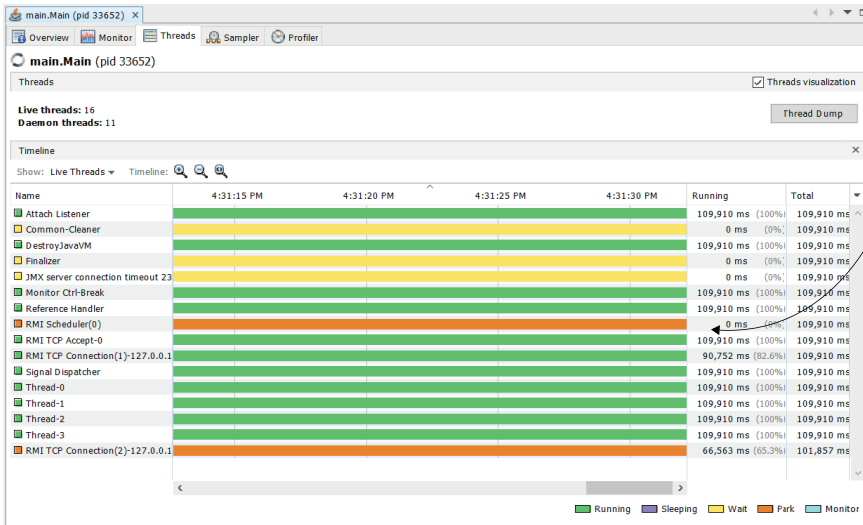 main.Main (pid 33652)
Overview Monitor Threads Sampler Profiler
main.Main (pid 33652)
Threads Threads visualization
Live threads: 16
Daemon threads: 11
Thread Dump
Timeline
Show: Live Threads Timeline:
Name 4:31:15 PM 4:31:20 PM 4:31:25 PM 4:31:30 PM Running Total
Attach Listener 109,910 ms (100%) 109,910 ms
Common-Cleaner 0 ms (0%) 109,910 ms
DestroyJavaVM 109,910 ms (100%) 109,910 ms
Finalizer 0 ms (0%) 109,910 ms
JMX server connection timeout 23 0 ms (0%) 109,910 ms
Monitor Ctrl-Break 109,910 ms (100%) 109,910 ms
Reference Handler 109,910 ms (100%) 109,910 ms
RMI Scheduler(0) 0 ms (0%) 109,910 ms
RMI TCP Accept-0 109,910 ms (100%) 109,910 ms
RMI TCP Connection(1)-127.0.0.1 90,752 ms (82.6%) 109,910 ms
Signal Dispatcher 109,910 ms (100%) 109,910 ms
Thread-0 109,910 ms (100%) 109,910 ms
Thread-1 109,910 ms (100%) 109,910 ms
Thread-2 109,910 ms (100%) 109,910 ms
Thread-3 109,910 ms (100%) 109,910 ms
RMI TCP Connection(2)-127.0.0.1 66,563 ms (65.3%) 101,857 ms
Running Sleeping Wait Park Monitor